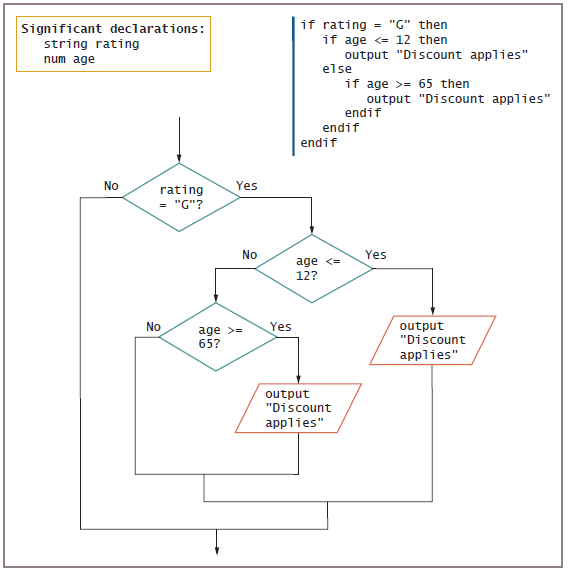 Significant declarations:
string rating
num age
if rating = "G" then
if age <= 12 then
output "Discount applies"
else
if age >= 65 then
output "Discount applies"
endif
endif
endif
No
rating
= "G"?
Yes
No
age <=
12?
Yes
No
age >=
65?
Yes
output
"Discount
applies"
output
"Discount
applies"